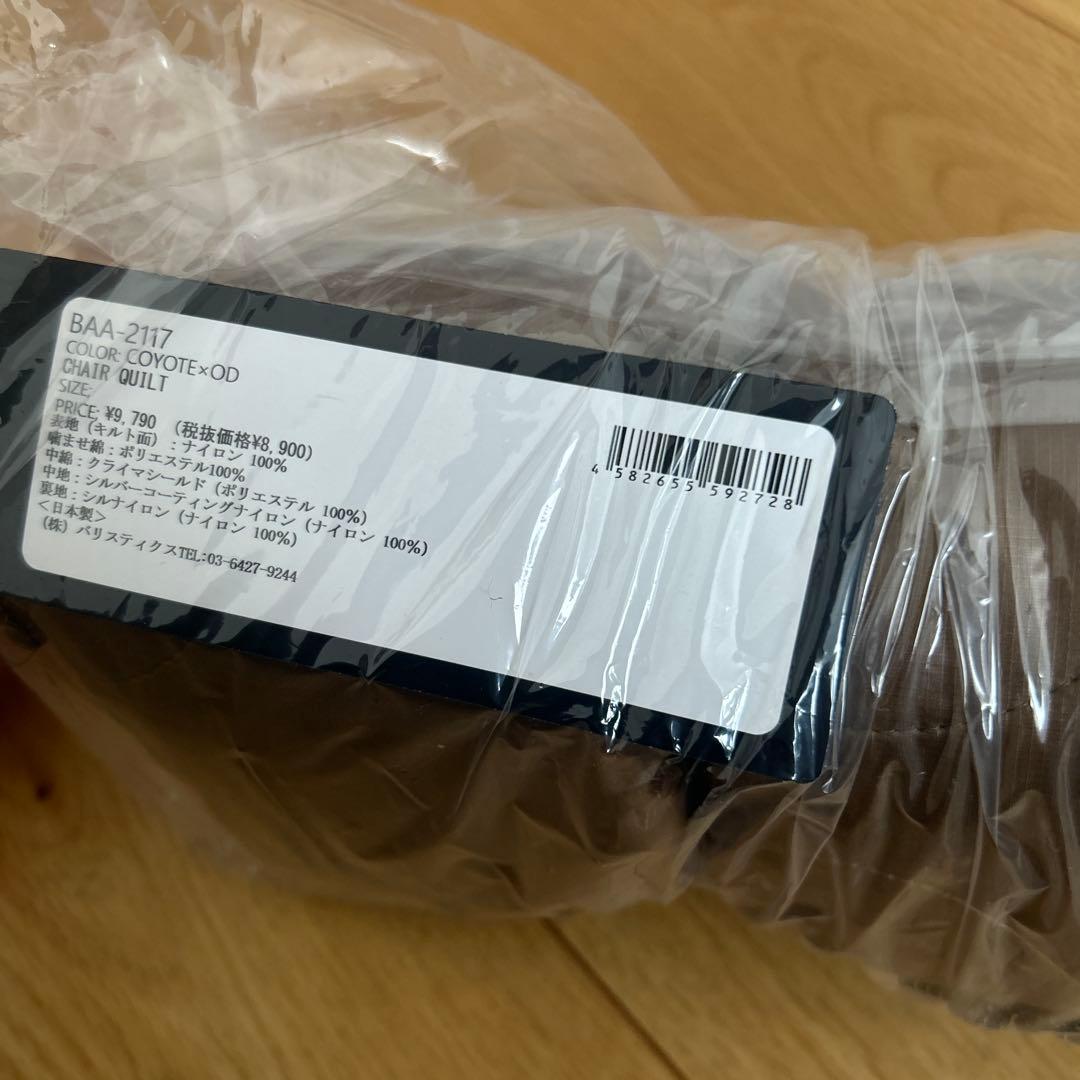 BAA-2117
COLOR: COYOTE×OD
CHAIR QUILT
SIZE:
PRICE: ¥9,790 (税抜価格¥8,900)
表地(キルト面):ナイロン 100%
噛ませ綿:ポリエステル100%
中綿:クライマシールド(ポリエステル 100%)
中地:シルバーコーティングナイロン(ナイロン 100%)
裏地:シルナイロン(ナイロン 100%)
<日本製>
(株)バリスティクスTEL:03-6427-9244
4 582655 592728